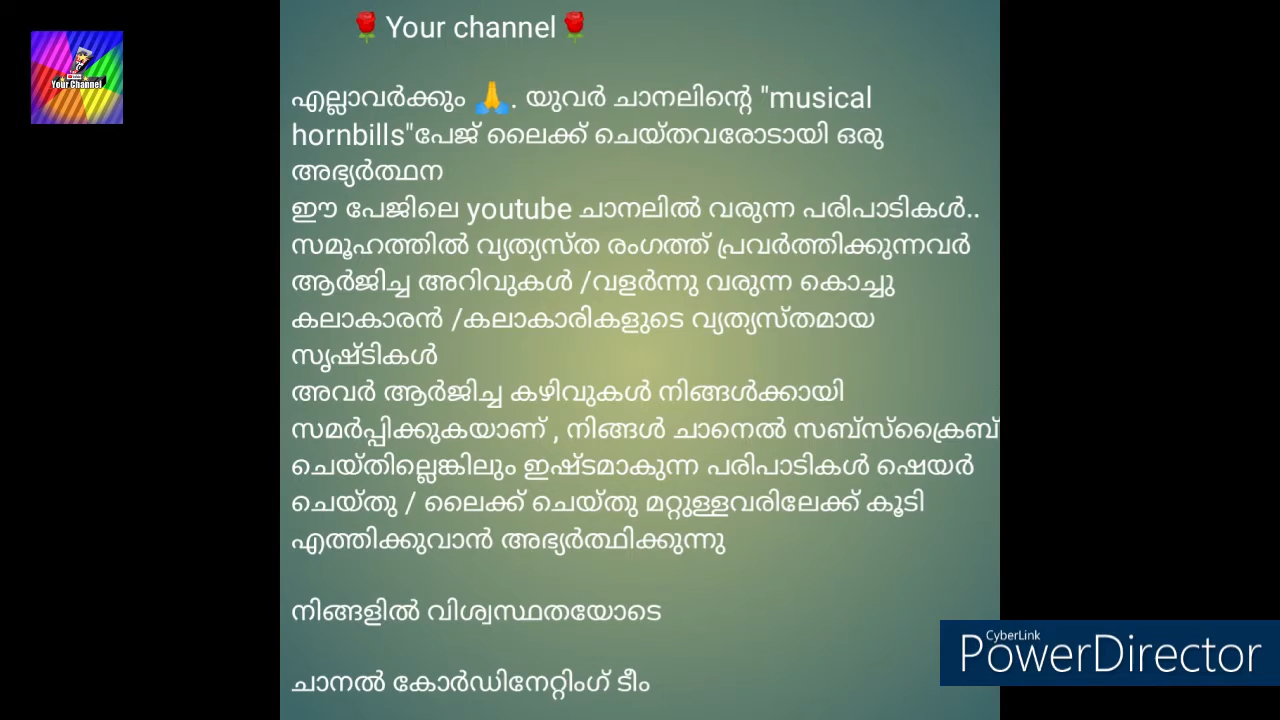 🌹Your channel🌹
Your Channel
എല്ലാവർക്കും 🙏. യുവർ ചാനലിന്റെ "musical
hornbills"പേജ് ലൈക്ക് ചെയ്തവരോടായി ഒരു
അഭ്യർത്ഥന
ഈ പേജിലെ youtube ചാനലിൽ വരുന്ന പരിപാടികൾ..
സമൂഹത്തിൽ വ്യത്യസ്ത രംഗത്ത് പ്രവർത്തിക്കുന്നവർ
ആർജിച്ച അറിവുകൾ /വളർന്നു വരുന്ന കൊച്ചു
കലാകാരൻ /കലാകാരികളുടെ വ്യത്യസ്തമായ
സൃഷ്ടികൾ
അവർ ആർജിച്ച കഴിവുകൾ നിങ്ങൾക്കായി
സമർപ്പിക്കുകയാണ് , നിങ്ങൾ ചാനെൽ സബ്സ്ക്രൈബ്
ചെയ്തില്ലെങ്കിലും ഇഷ്ടമാകുന്ന പരിപാടികൾ ഷെയർ
ചെയ്തു / ലൈക്ക് ചെയ്തു മറ്റുള്ളവരിലേക്ക് കൂടി
എത്തിക്കുവാൻ അഭ്യർത്ഥിക്കുന്നു
നിങ്ങളിൽ വിശ്വസ്ഥതയോടെ
ചാനൽ കോർഡിനേറ്റിംഗ് ടീം
CyberLink
PowerDirector